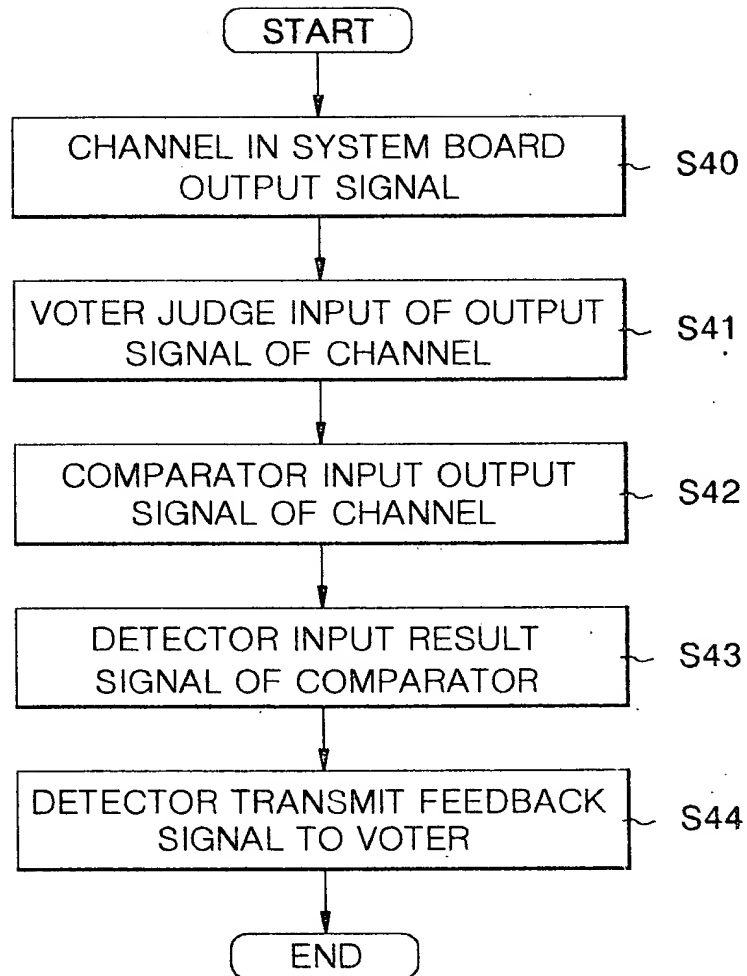 START
CHANNEL IN SYSTEM BOARD
OUTPUT SIGNAL
S40
VOTER JUDGE INPUT OF OUTPUT
SIGNAL OF CHANNEL
S41
COMPARATOR INPUT OUTPUT
SIGNAL OF CHANNEL
S42
DETECTOR INPUT RESULT
SIGNAL OF COMPARATOR
S43
DETECTOR TRANSMIT FEEDBACK
SIGNAL TO VOTER
S44
END